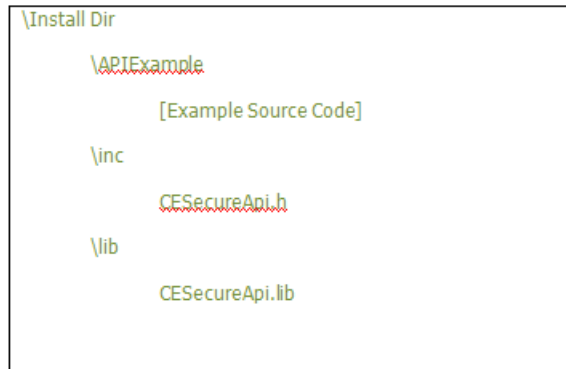 \Install Dir
\APIExample
[Example Source Code]
\inc
CESecureApi.h
\lib
CESecureApi.lib